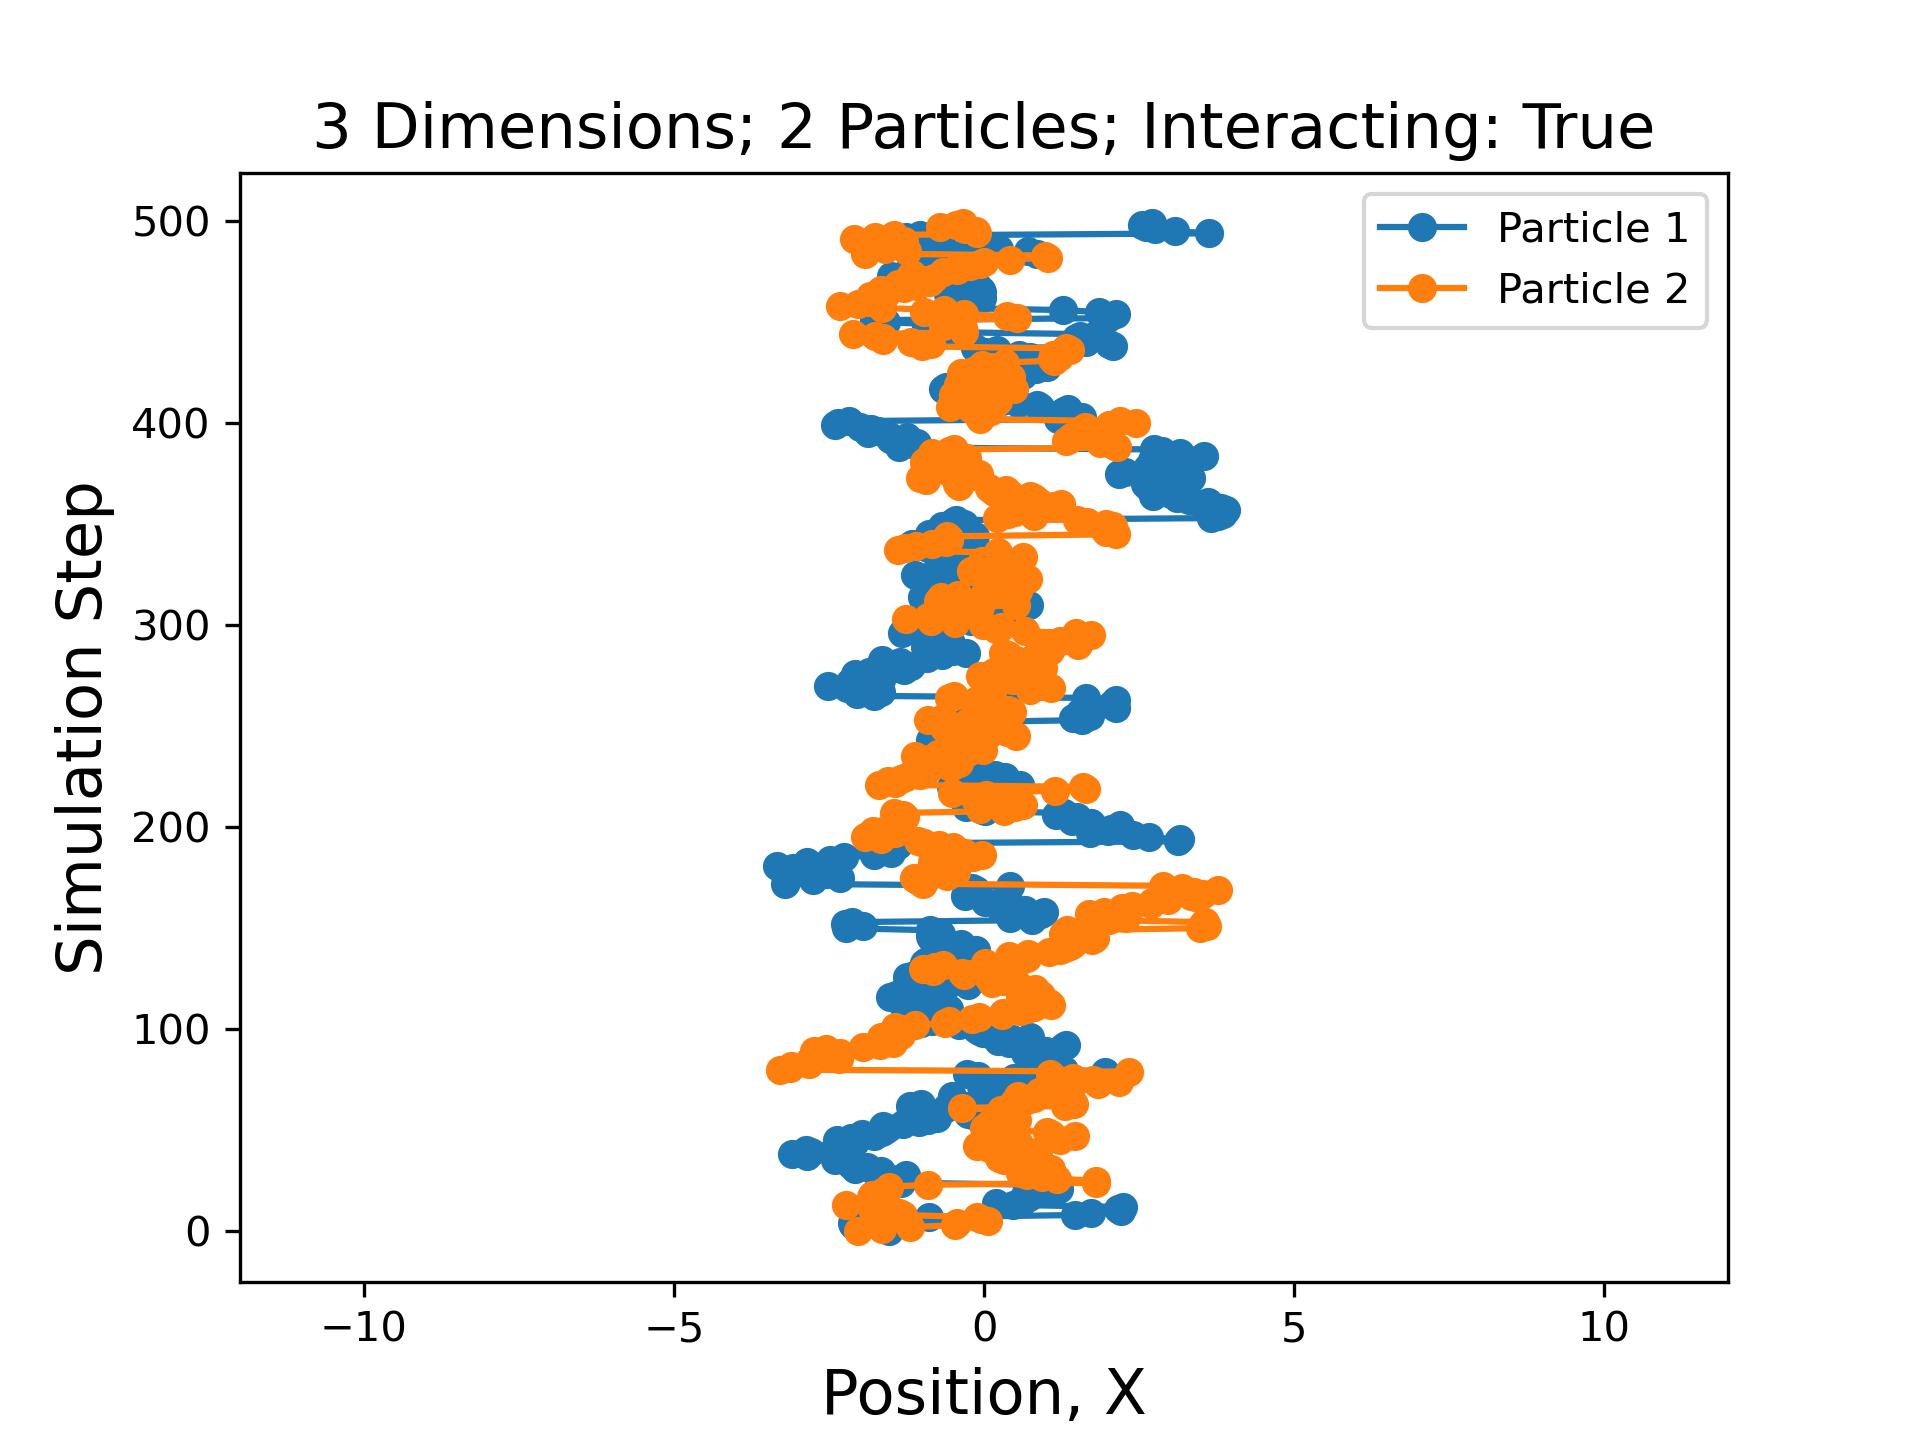 3 Dimensions; 2 Particles; Interacting: True
Particle 1
Particle 2
Simulation Step
500
400
300
200
100
0
−10
−5
0
5
10
Position, X